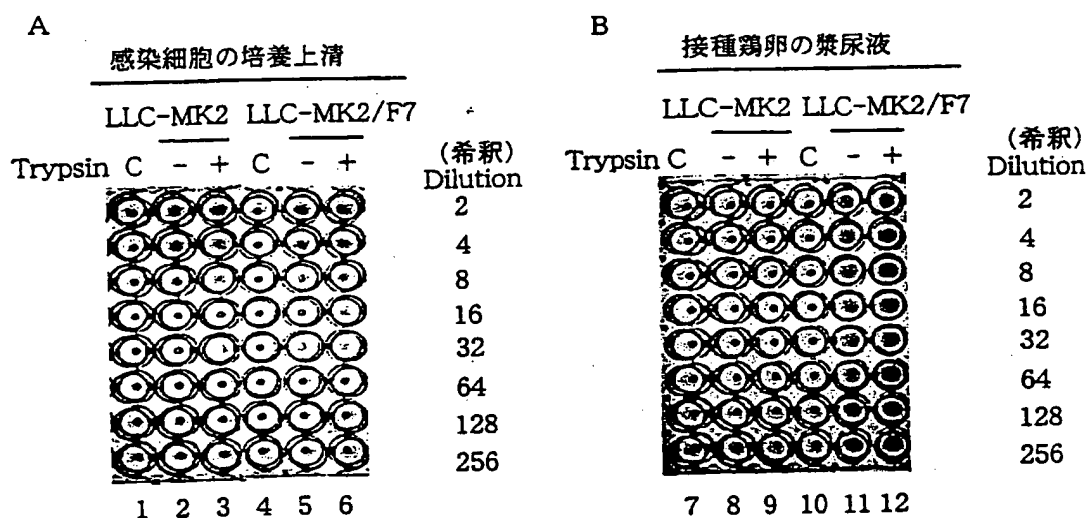 A
感染細胞の培養上清
LLC-MK2 LLC-MK2/F7
Trypsin C - + C - +
(希釈)
Dilution
2
4
8
16
32
64
128
256
1 2 3 4 5 6
B
接種鶏卵の漿尿液
LLC-MK2 LLC-MK2/F7
Trypsin C - + C - +
(希釈)
Dilution
2
4
8
16
32
64
128
256
7 8 9 10 11 12